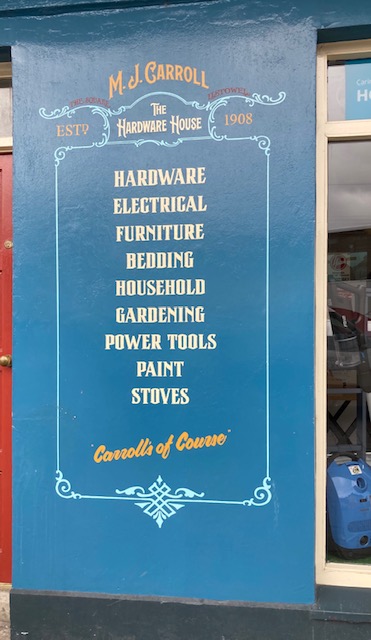 M. J. CARROLL
THE SQUARE LISTOWEL
THE
ESTD HARDWARE HOUSE 1908
HARDWARE
ELECTRICAL
FURNITURE
BEDDING
HOUSEHOLD
GARDENING
POWER TOOLS
PAINT
STOVES
"Carroll's of Course"